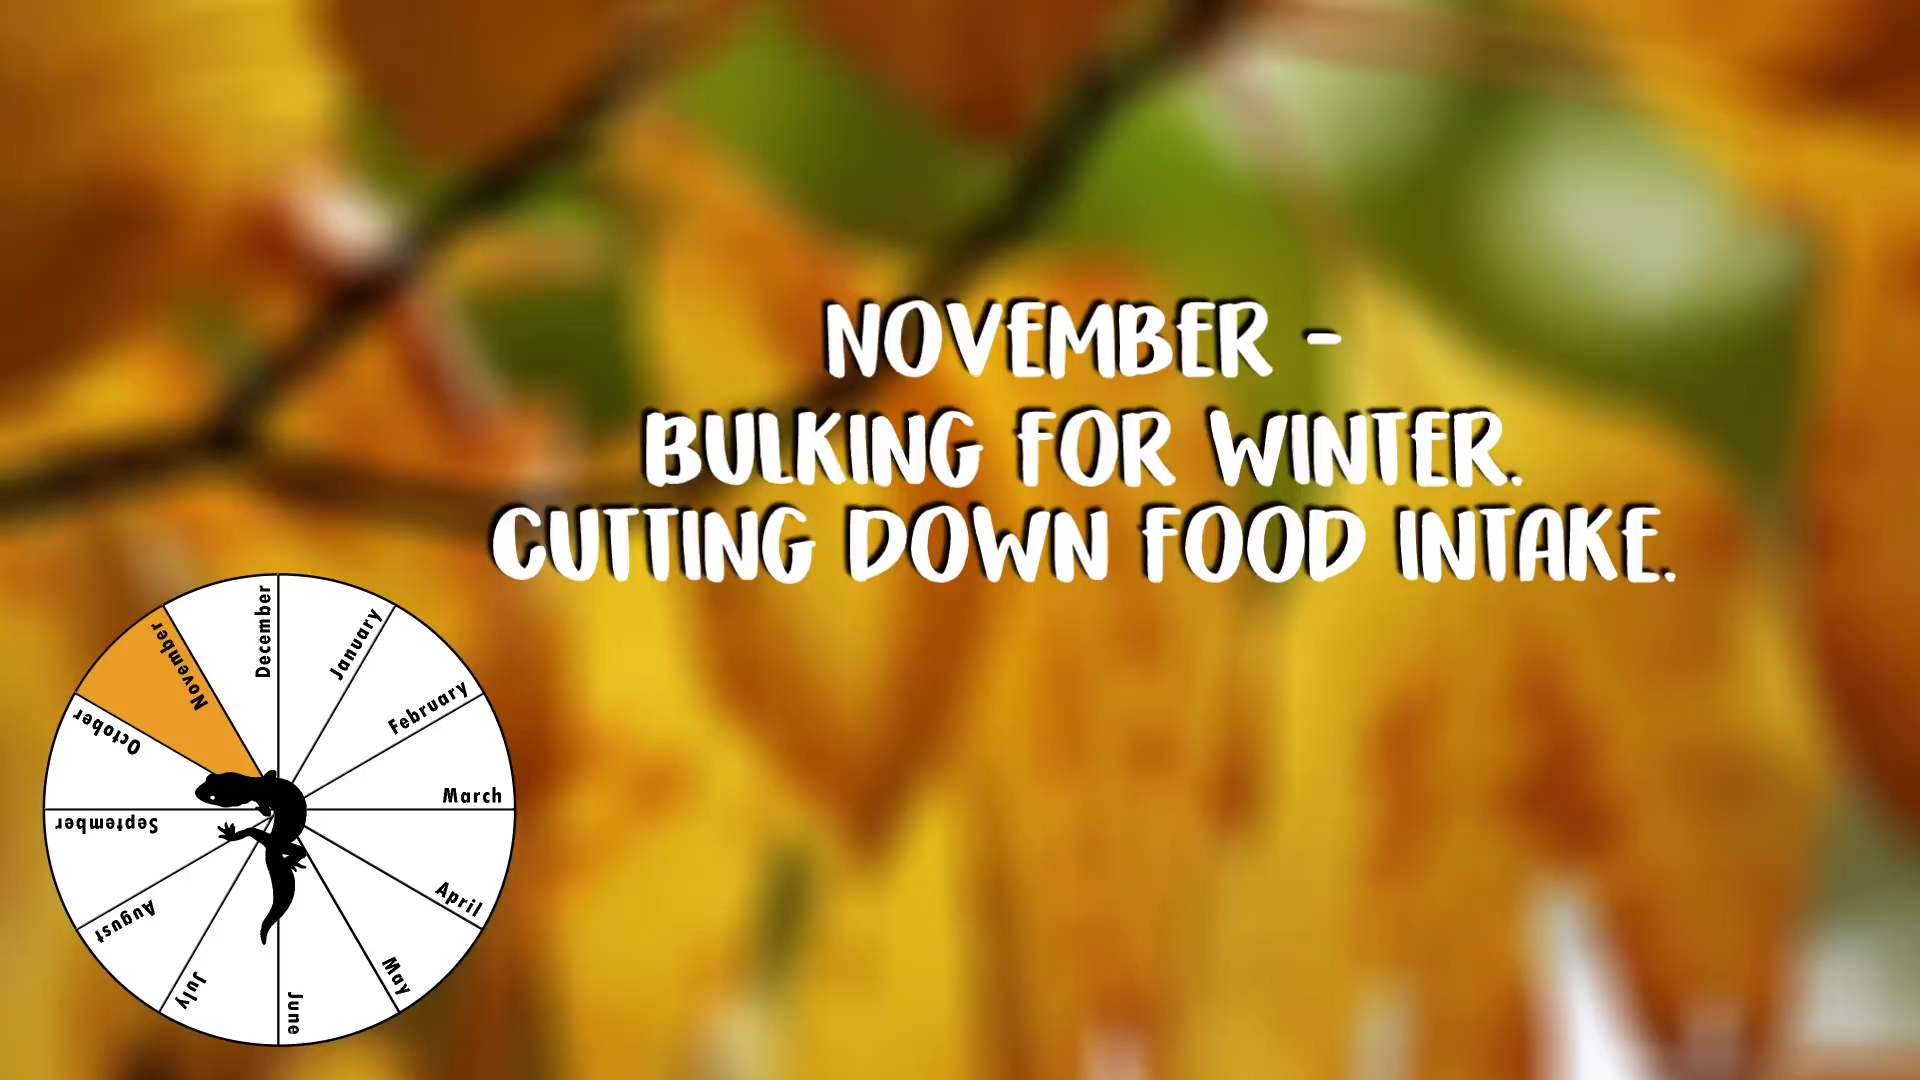 NOVEMBER -
BULKING FOR WINTER.
CUTTING DOWN FOOD INTAKE.
January
February
March
April
May
June
July
August
September
October
November
December